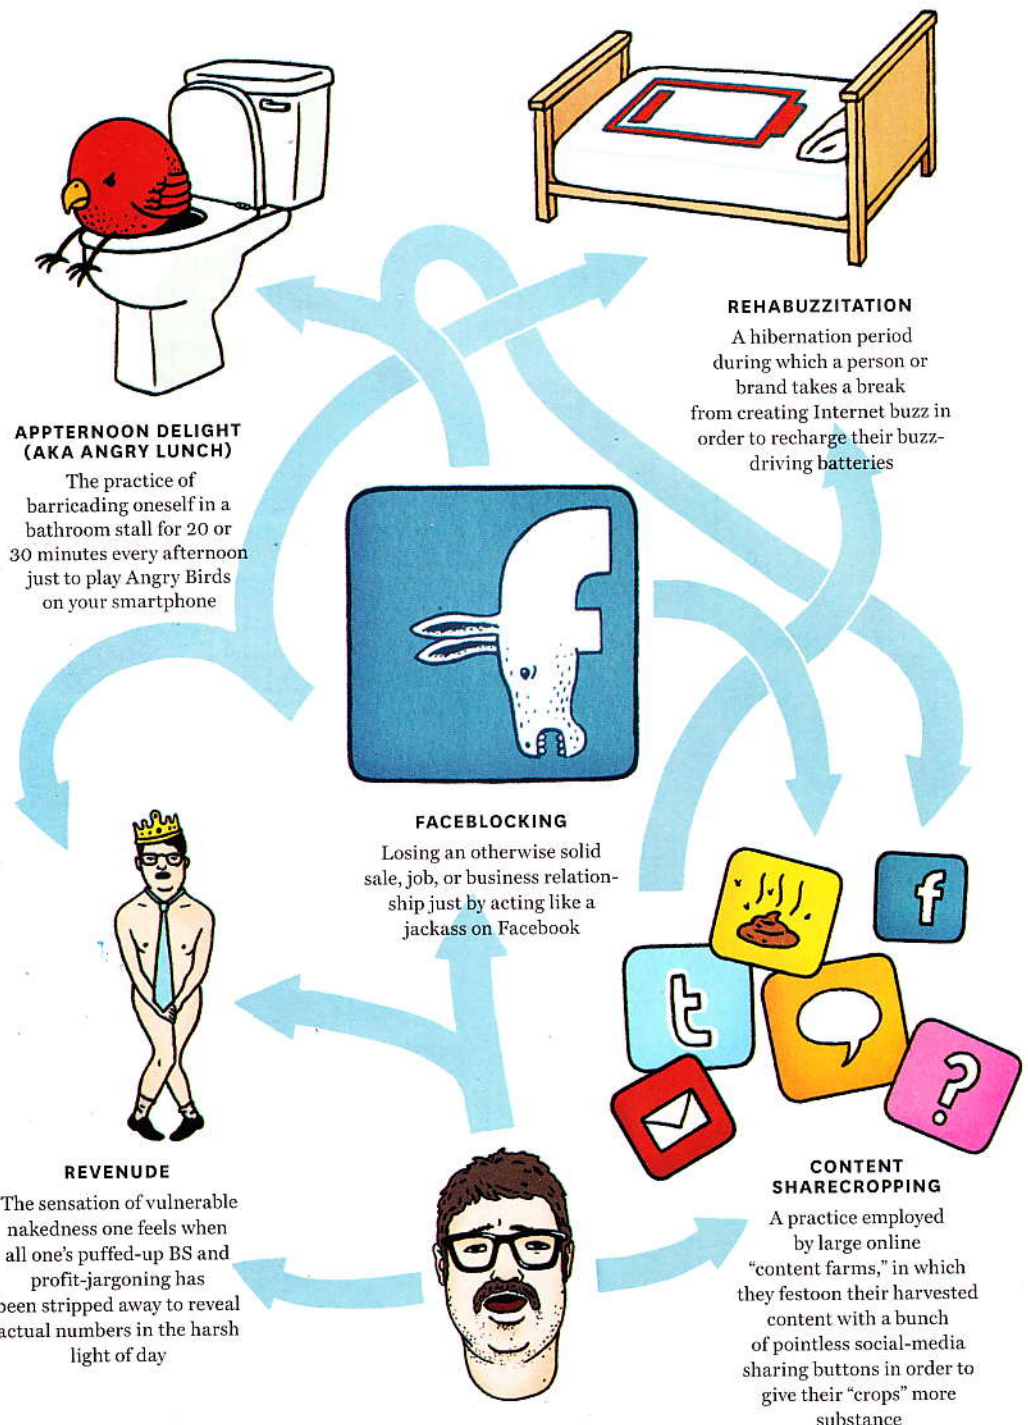 REHABUZZITATION
A hibernation period
during which a person or
brand takes a break
from creating Internet buzz in
order to recharge their buzz-
driving batteries
APPTERNOON DELIGHT
(AKA ANGRY LUNCH)
The practice of
barricading oneself in a
bathroom stall for 20 or
30 minutes every afternoon
just to play Angry Birds
on your smartphone
f
FACEBLOCKING
Losing an otherwise solid
sale, job, or business relation-
ship just by acting like a
jackass on Facebook
f
t
?
REVENUDE
The sensation of vulnerable
nakedness one feels when
all one's puffed-up BS and
profit-jargoning has
been stripped away to reveal
actual numbers in the harsh
light of day
CONTENT
SHARECROPPING
A practice employed
by large online
“content farms,” in which
they festoon their harvested
content with a bunch
of pointless social-media
sharing buttons in order to
give their “crops” more
substance